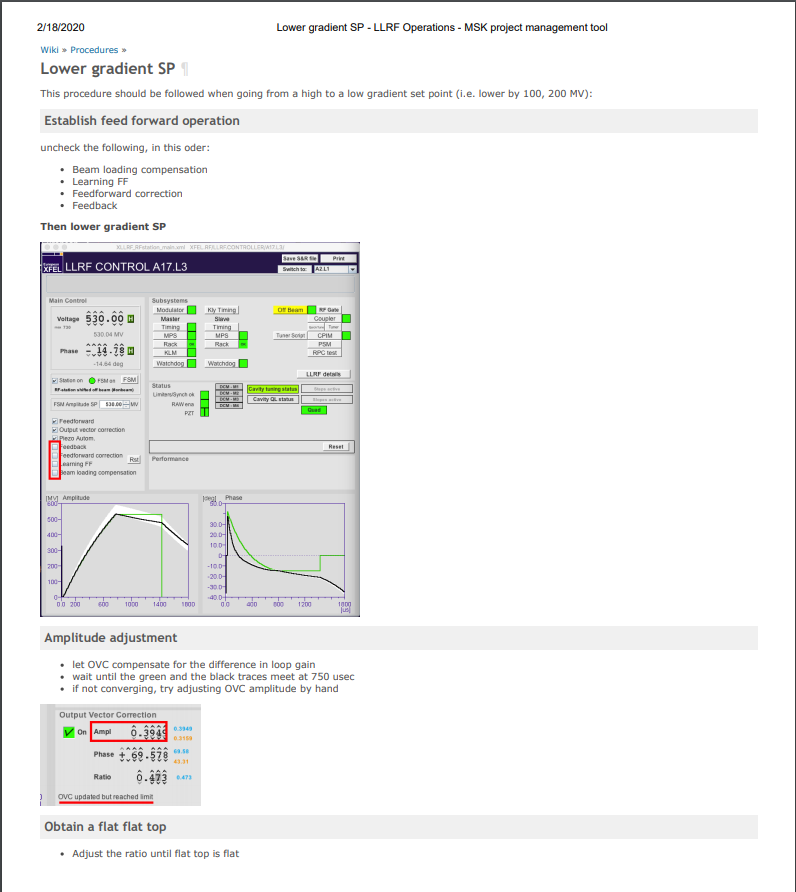 2/18/2020 Lower gradient SP - LLRF Operations - MSK project management tool
Wiki » Procedures »
Lower gradient SP ¶
This procedure should be followed when going from a high to a low gradient set point (i.e. lower by 100, 200 MV):
Establish feed forward operation
uncheck the following, in this oder:
• Beam loading compensation
• Learning FF
• Feedforward correction
• Feedback
Then lower gradient SP
XLLRF_RFstation_main.xml XFEL.RF/LLRF.CONTROLLER/A17.L3/
Save S&R file Print
XFEL LLRF CONTROL A17.L3
Switch to: A2.L1
Main Control
Voltage 530.00 H
530.04 MV
Phase -14.78 H
-14.64 deg
Station on FSM on FSM
RF-station shifted off beam (Bonbeam)
FSM Amplitude SP 530.00 MV
Feedforward
Output vector correction
Piezo Autom.
Feedback
Feedforward correction Rst
Learning FF
Beam loading compensation
Subsystems
Modulator Kly Timing Off Beam RF Gate
Master Slave Coupler
Timing Timing
MPS MPS Tuner Script CPIM
Rack Rack PSM
KLM RPC test
Watchdog Watchdog
LLRF details
Status
Limiters/Synch ok
RAW ena
PZT
DCM - M1
DCM - M2
DCM - M3
DCM - M4
Cavity tuning status
Cavity QL status
Quad
Reset
Performance
[MV] Amplitude
600
500
400
300
200
100
0
0.0 200 600 1000 1400 1800
[deg] Phase
50.0
30.0
20.0
10.0
0
-10.0
-20.0
-30.0
-40.0
0.0 400 800 1200 1800
[us]
Amplitude adjustment
• let OVC compensate for the difference in loop gain
• wait until the green and the black traces meet at 750 usec
• if not converging, try adjusting OVC amplitude by hand
Output Vector Correction
On Ampl 0.3949 0.3949
0.3159
Phase +69.578 69.58
43.31
Ratio 0.473 0.473
OVC updated but reached limit
Obtain a flat flat top
• Adjust the ratio until flat top is flat